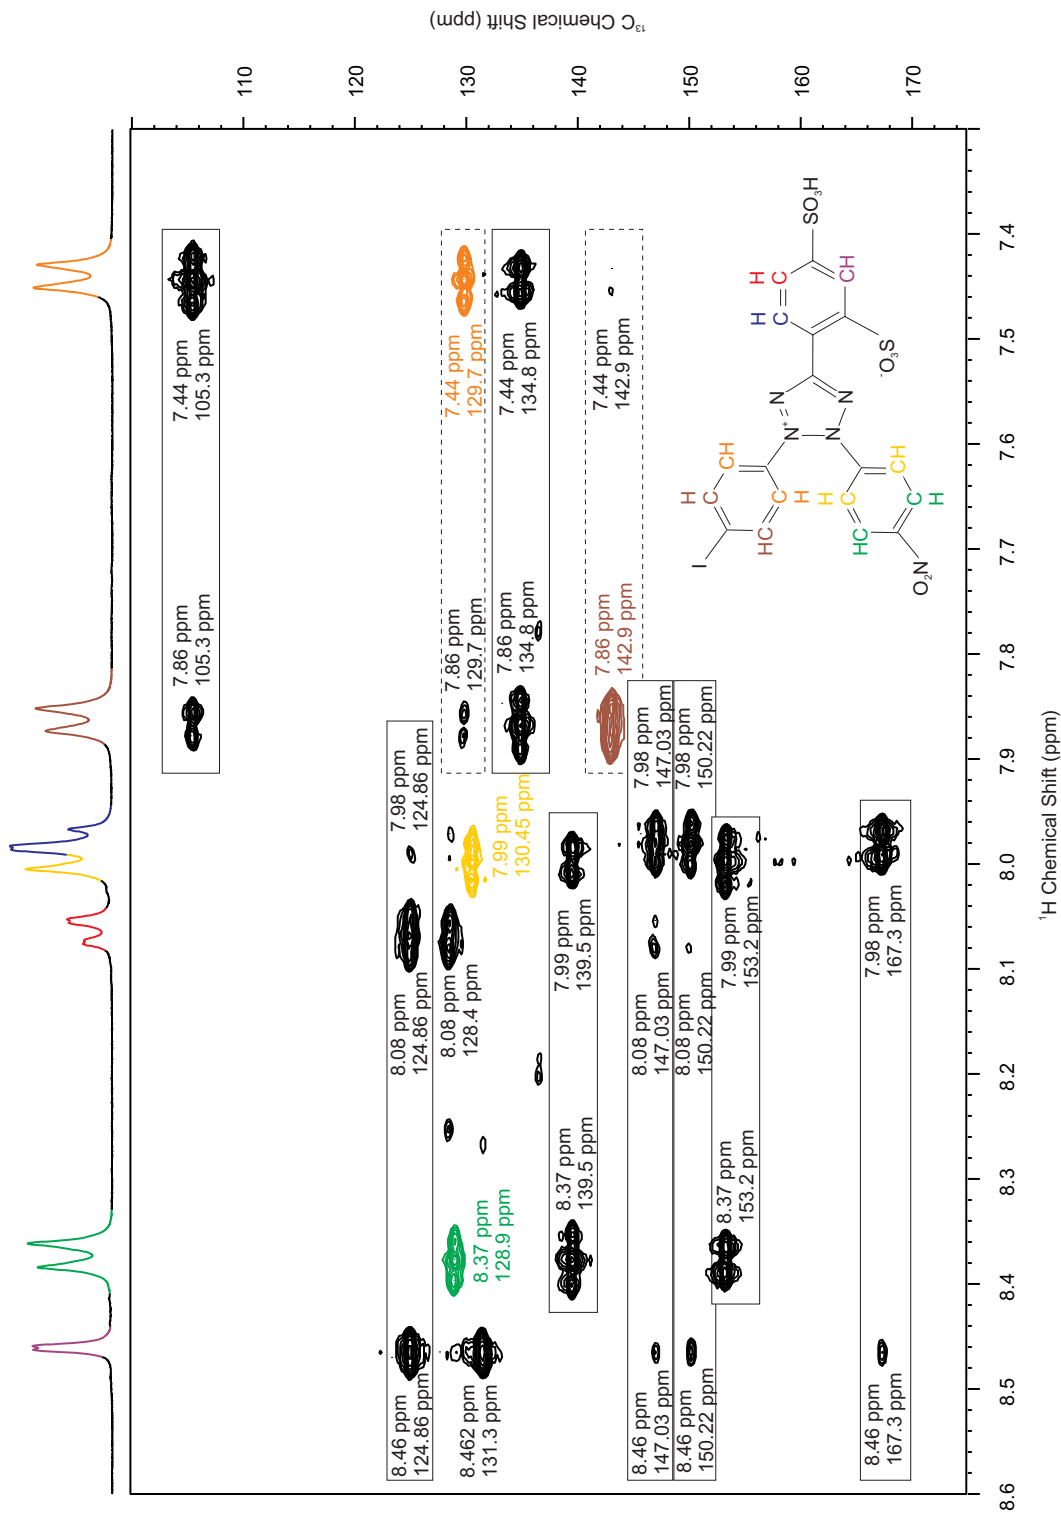 ¹³C Chemical Shift (ppm)
110
120
130
140
150
160
170
7.4
7.5
7.6
7.7
7.8
7.9
8.0
8.1
8.2
8.3
8.4
8.5
8.6
¹H Chemical Shift (ppm)
7.86 ppm
105.3 ppm
7.44 ppm
105.3 ppm
7.98 ppm
124.86 ppm
8.08 ppm
124.86 ppm
8.46 ppm
124.86 ppm
8.08 ppm
128.4 ppm
8.37 ppm
128.9 ppm
7.86 ppm
129.7 ppm
7.44 ppm
129.7 ppm
7.99 ppm
130.45 ppm
8.462 ppm
131.3 ppm
7.86 ppm
134.8 ppm
7.44 ppm
134.8 ppm
8.37 ppm
139.5 ppm
7.99 ppm
139.5 ppm
7.86 ppm
142.9 ppm
7.44 ppm
142.9 ppm
8.46 ppm
147.03 ppm
8.08 ppm
147.03 ppm
7.98 ppm
147.03 ppm
8.46 ppm
150.22 ppm
8.08 ppm
150.22 ppm
7.98 ppm
150.22 ppm
8.37 ppm
153.2 ppm
7.99 ppm
153.2 ppm
8.46 ppm
167.3 ppm
7.98 ppm
167.3 ppm
I
H
C
CH
HC
C
H
N⁺
N
N
N
H
C
CH
HC
C
H
O₂N
H
C
H
C
CH
SO₃H
⁻O₃S